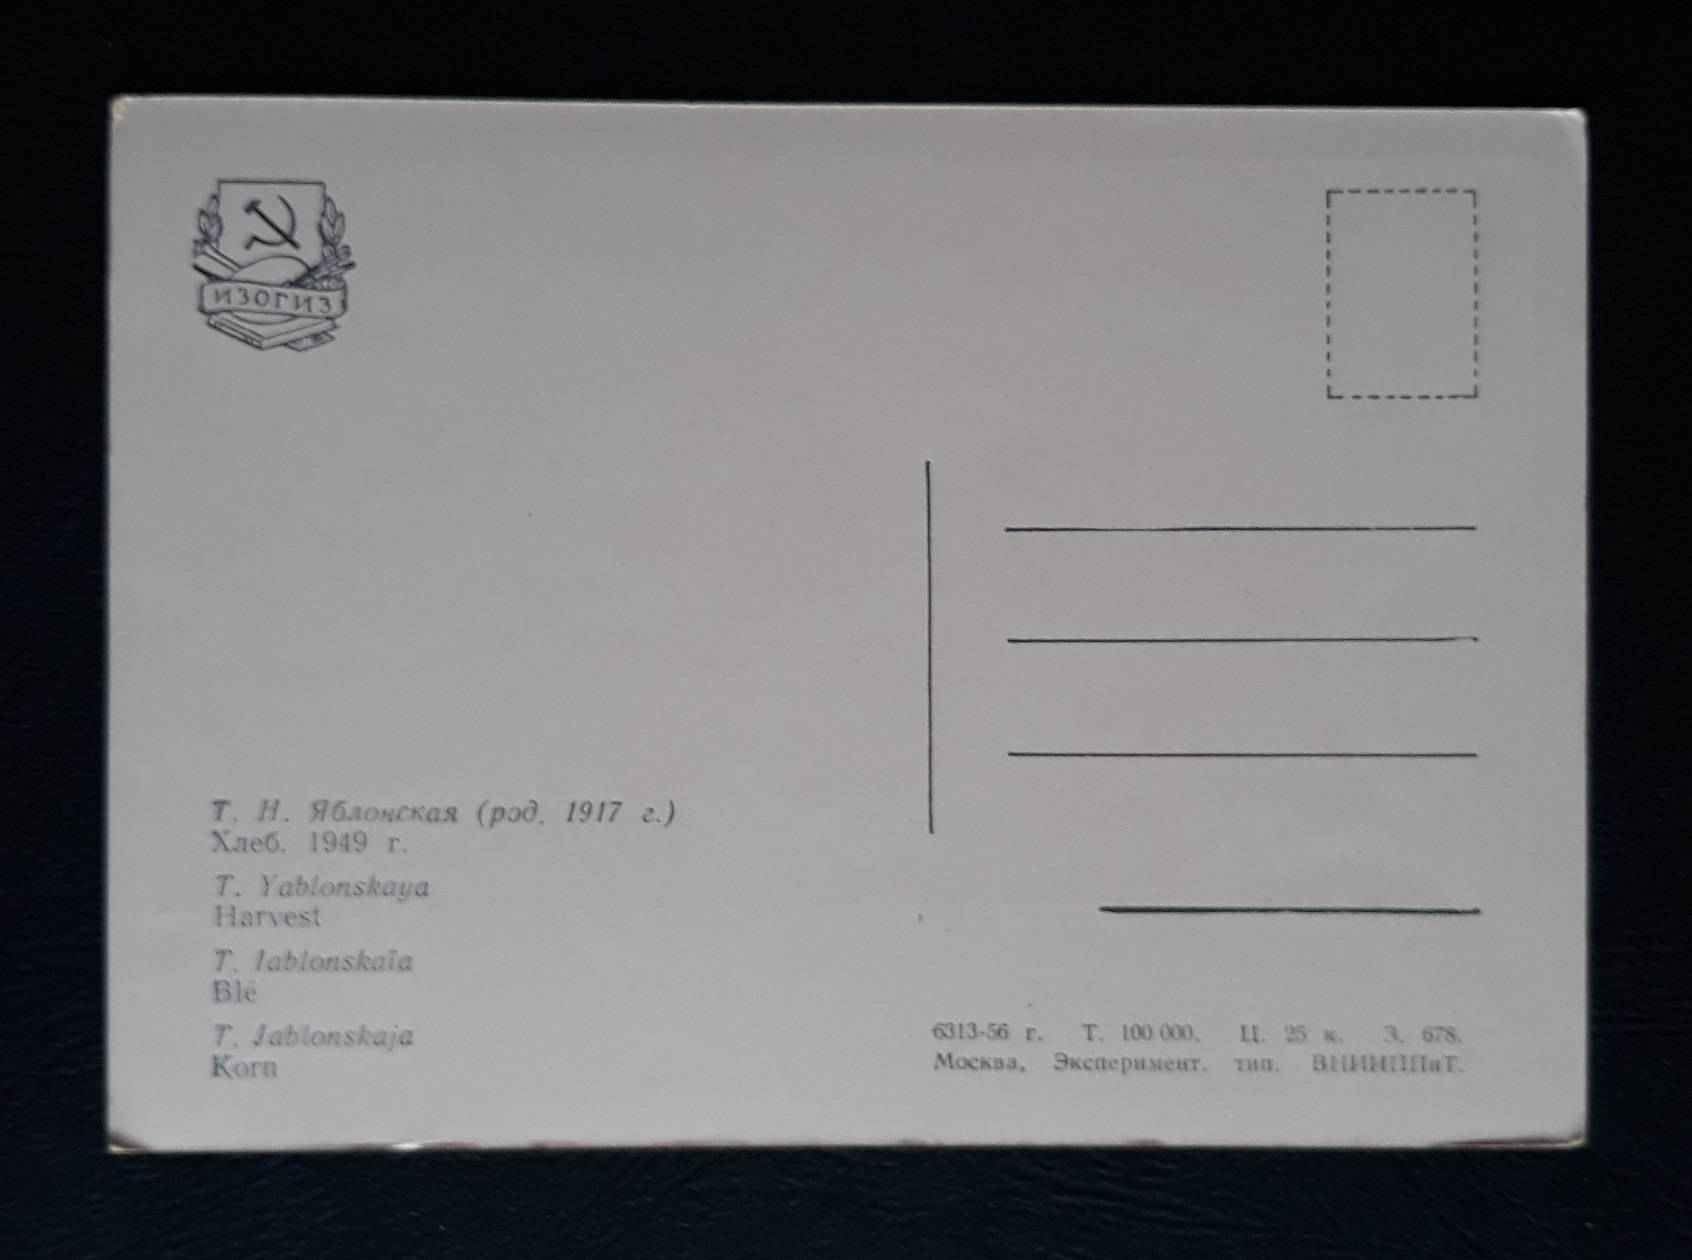 ИЗОГИЗ
Т. Н. Яблонская (род. 1917 г.)
Хлеб. 1949 г.
T. Yablonskaya
Harvest
T. Iablonskaïa
Blé
T. Jablonskaja
Korn
6313-56 г. Т. 100 000. Ц. 25 к. З. 678.
Москва, Эксперимент. тип. ВНИИППиТ.